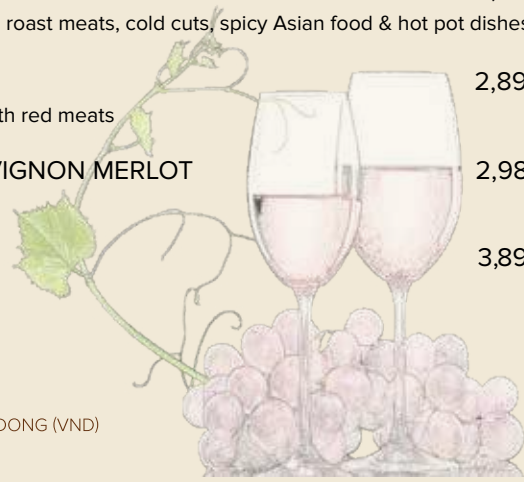 roast meats, cold cuts, spicy Asian food & hot pot dishes
2,89
th red meats
VIGNON MERLOT 2,98
3,89
DONG (VND)